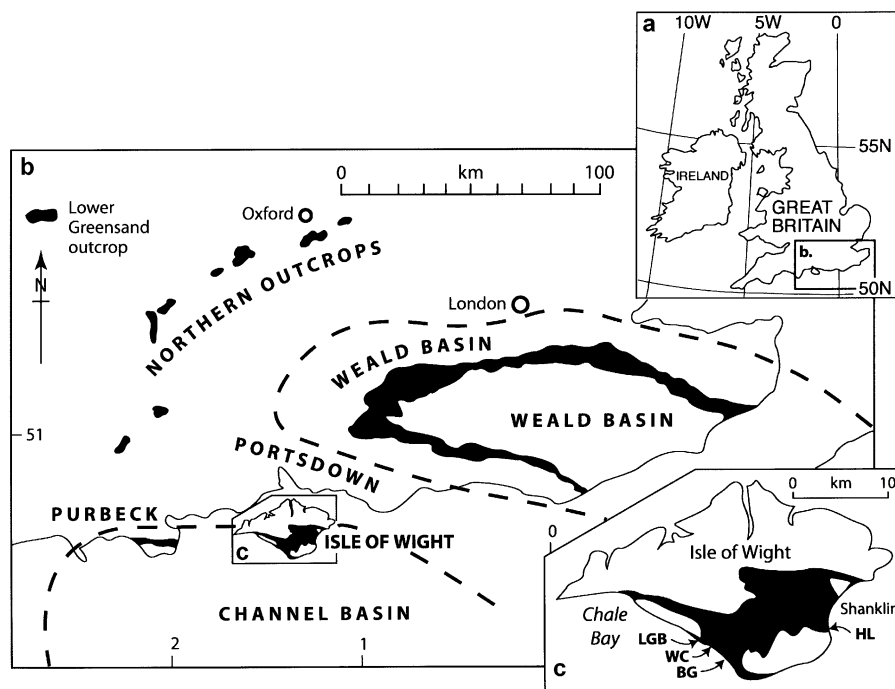 a
10W
5W
0
55N
IRELAND
GREAT
BRITAIN
b.
50N
b
0
km
100
Lower
Greensand
outcrop
Oxford
N
NORTHERN OUTCROPS
London
WEALD BASIN
WEALD BASIN
51
PORTSDOWN
PURBECK
C
ISLE OF WIGHT
CHANNEL BASIN
2
1
0
0
km
10
Isle of Wight
Chale
Bay
Shanklin
LGB
WC
BG
HL
C